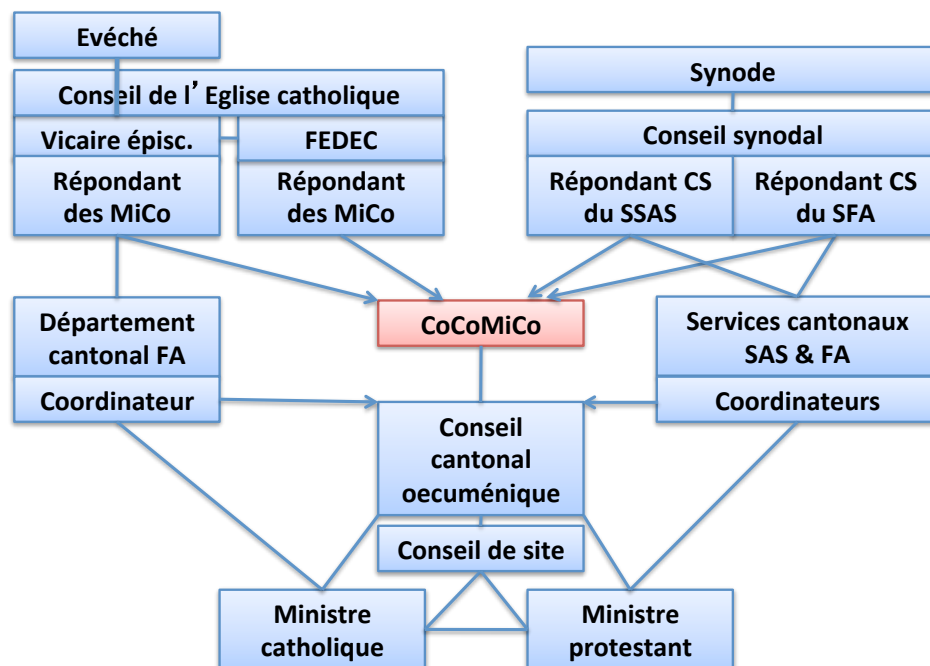 Evéché
Conseil de l’ Eglise catholique
Vicaire épisc.
FEDEC
Répondant
des MiCo
Répondant
des MiCo
Synode
Conseil synodal
Répondant CS
du SSAS
Répondant CS
du SFA
CoCoMiCo
Département
cantonal FA
Coordinateur
Services cantonaux
SAS & FA
Coordinateurs
Conseil
cantonal
oecuménique
Conseil de site
Ministre
catholique
Ministre
protestant